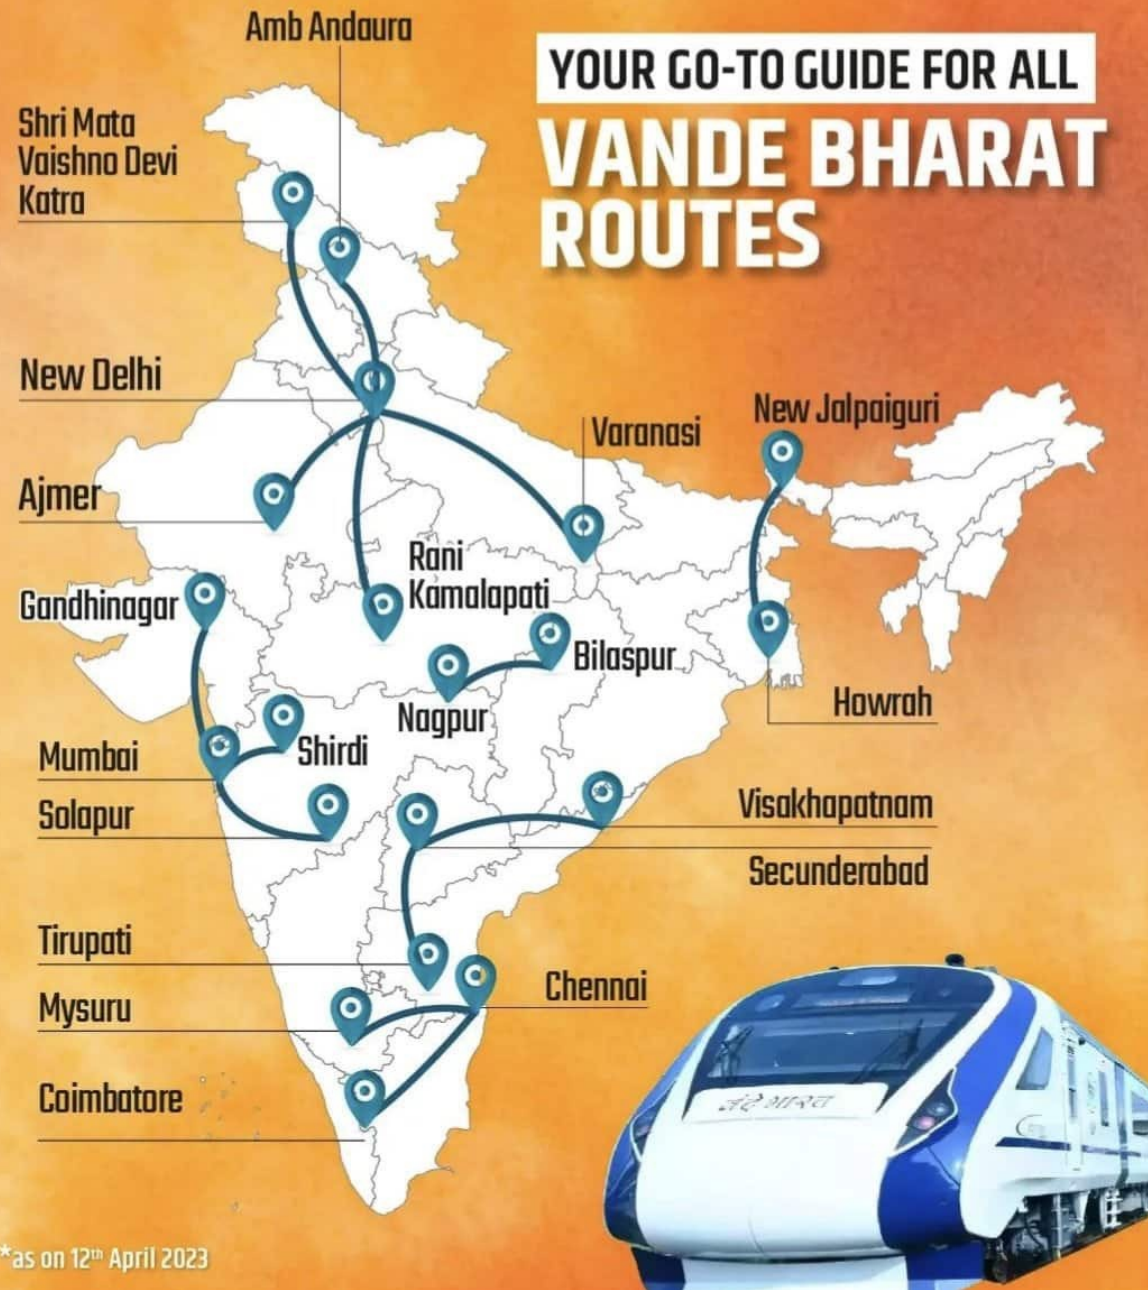 Amb Andaura
YOUR GO-TO GUIDE FOR ALL
VANDE BHARAT
ROUTES
Shri Mata
Vaishno Devi
Katra
New Delhi
Varanasi
New Jalpaiguri
Ajmer
Rani
Kamalapati
Gandhinagar
Bilaspur
Nagpur
Howrah
Shirdi
Mumbai
Solapur
Visakhapatnam
Secunderabad
Tirupati
Chennai
Mysuru
Coimbatore
वंदे भारत
*as on 12th April 2023